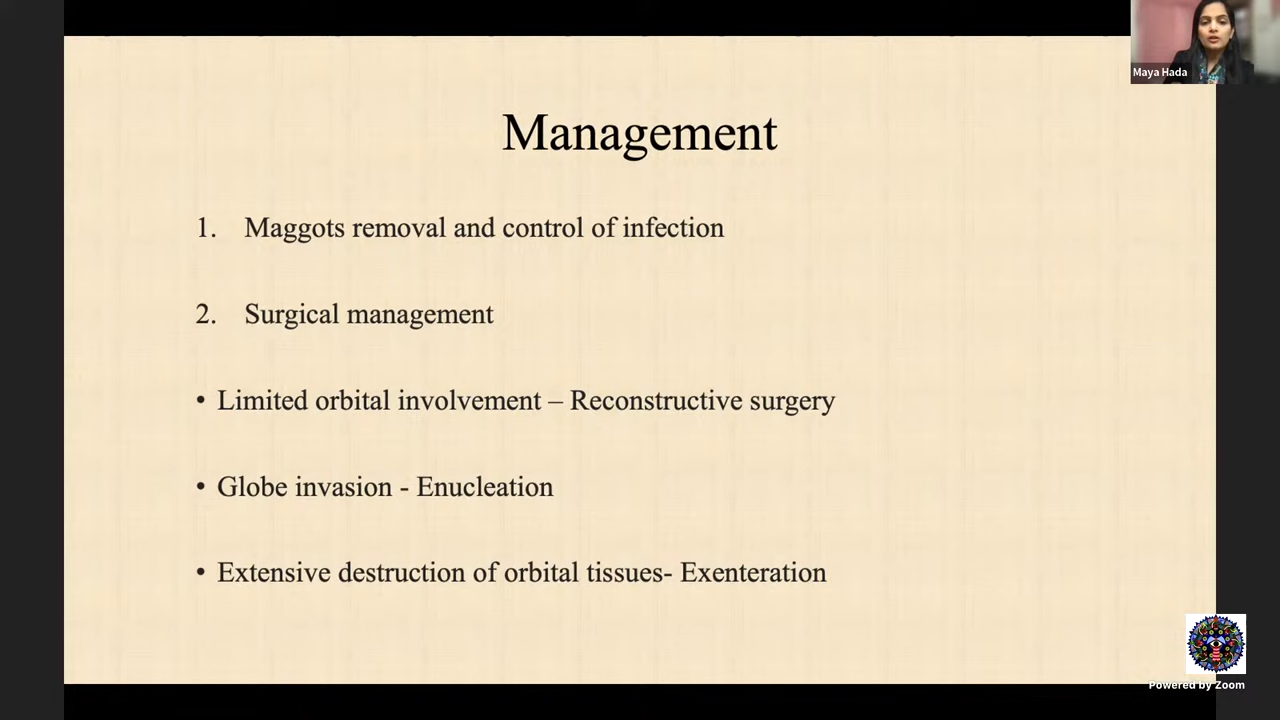 Maya Hada
Management
1. Maggots removal and control of infection
2. Surgical management
• Limited orbital involvement – Reconstructive surgery
• Globe invasion - Enucleation
• Extensive destruction of orbital tissues- Exenteration
Powered by Zoom